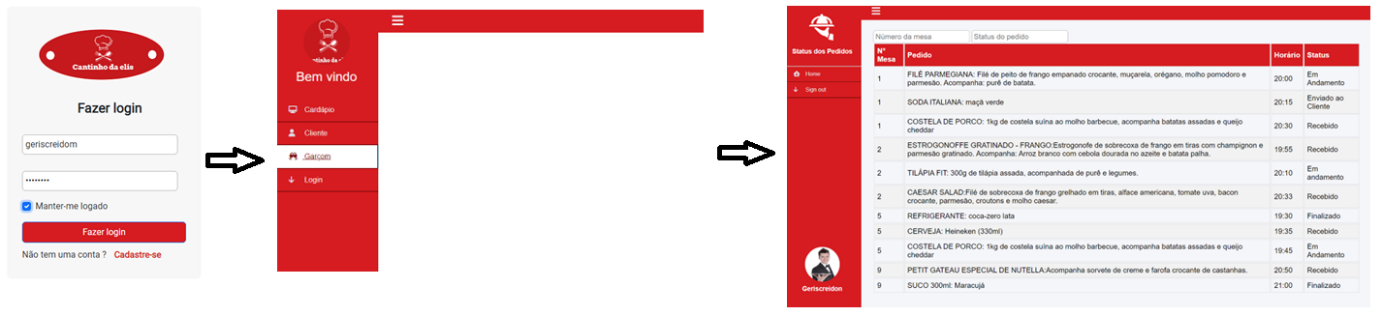 Cantinho da elis
Fazer login
geriscreidom
Manter-me logado
Fazer login
Não tem uma conta ? Cadastre-se
Bem vindo
Cardápio
Cliente
Garçom
Login
Status dos Pedidos
Home
Sign out
Geriscreidon
Número da mesa Status do pedido
N° Mesa Pedido Horário Status
1 FILÉ PARMEGIANA: Filé de peito de frango empanado crocante, muçarela, orégano, molho pomodoro e
parmesão. Acompanha: purê de batata. 20:00 Em Andamento
1 SODA ITALIANA: maçã verde 20:15 Enviado ao Cliente
1 COSTELA DE PORCO: 1kg de costela suína ao molho barbecue, acompanha batatas assadas e queijo
cheddar 20:30 Recebido
2 ESTROGONOFFE GRATINADO - FRANGO:Estrogonofe de sobrecoxa de frango em tiras com champignon e
parmesão gratinado. Acompanha: Arroz branco com cebola dourada no azeite e batata palha. 19:55 Recebido
2 TILÁPIA FIT: 300g de tilápia assada, acompanhada de purê e legumes. 20:10 Em andamento
2 CAESAR SALAD:Filé de sobrecoxa de frango grelhado em tiras, alface americana, tomate uva, bacon
crocante, parmesão, croutons e molho caesar. 20:33 Recebido
5 REFRIGERANTE: coca-zero lata 19:30 Finalizado
5 CERVEJA: Heineken (330ml) 19:35 Recebido
5 COSTELA DE PORCO: 1kg de costela suína ao molho barbecue, acompanha batatas assadas e queijo
cheddar 19:45 Em Andamento
9 PETIT GATEAU ESPECIAL DE NUTELLA:Acompanha sorvete de creme e farofa crocante de castanhas. 20:50 Recebido
9 SUCO 300ml: Maracujá 21:00 Finalizado